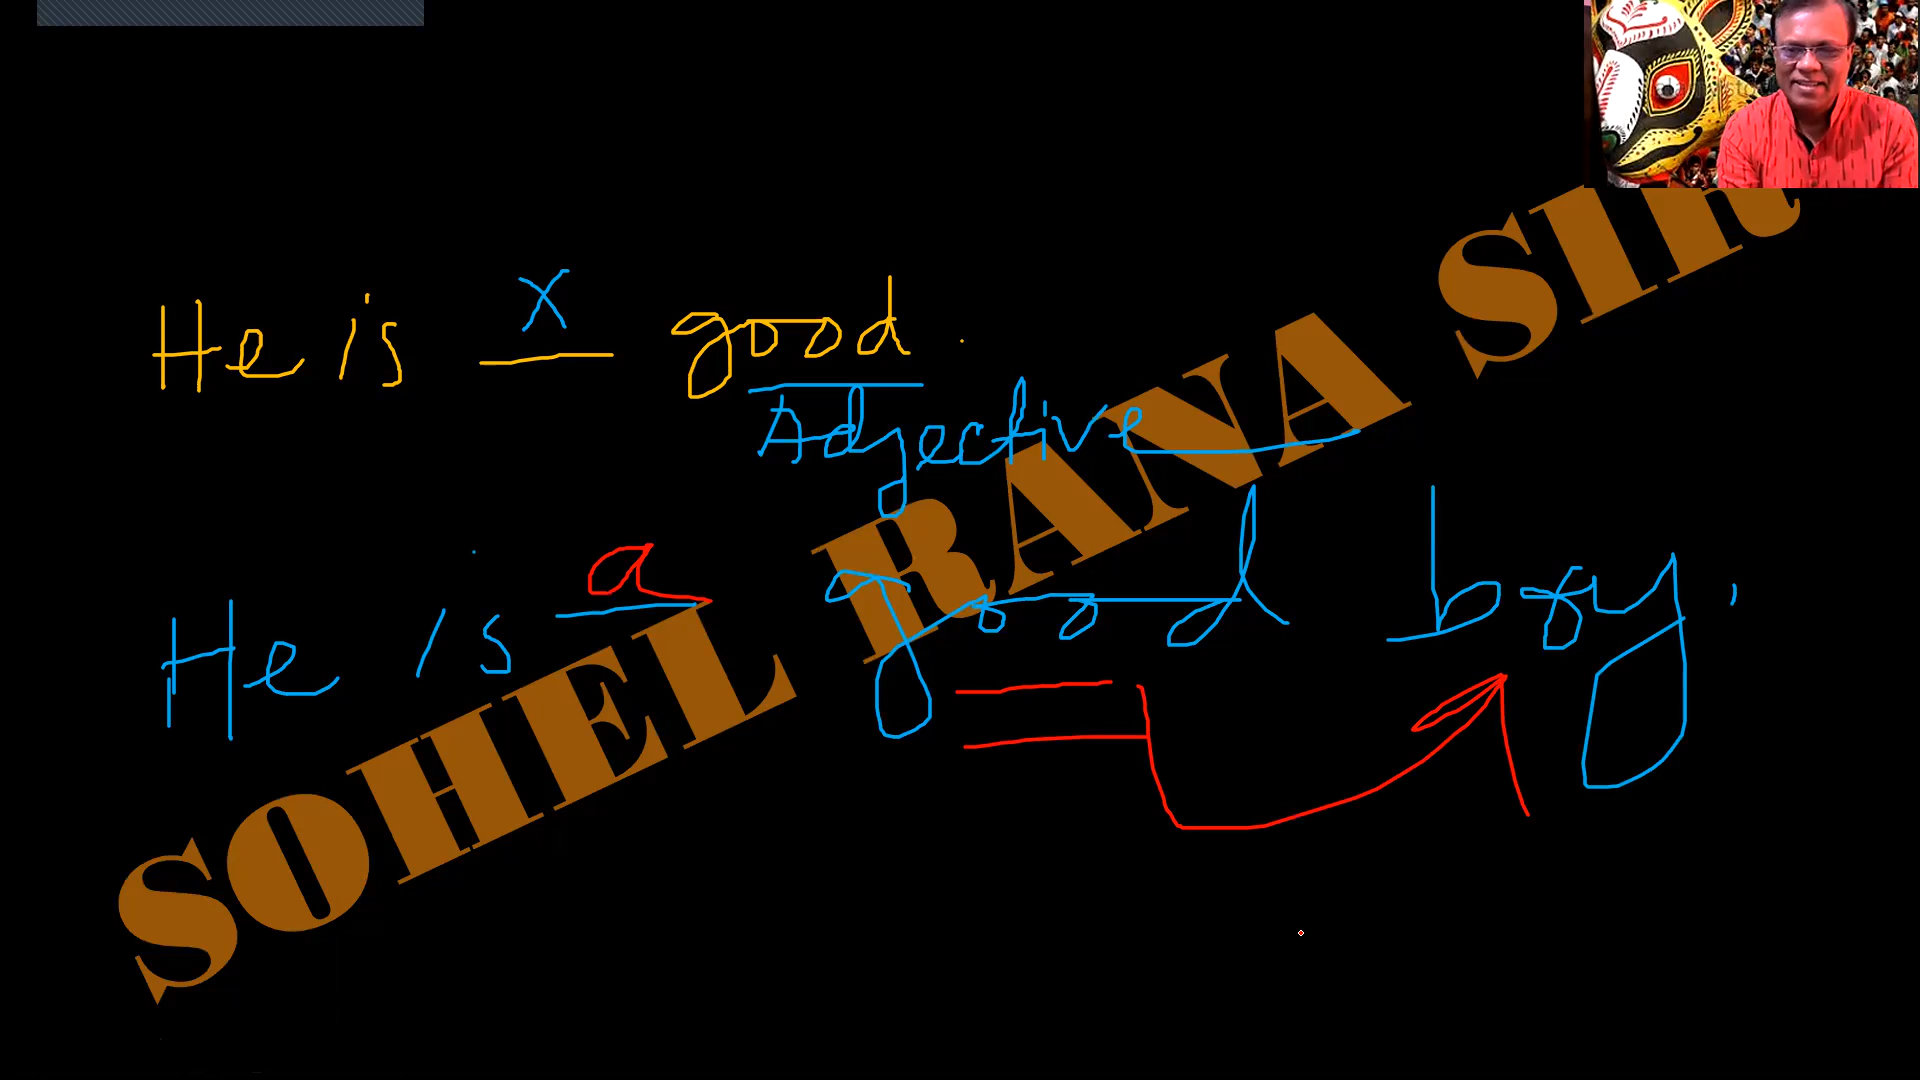 He is x good.
Adjective
He is a good boy.
SOHEL RANA SIR